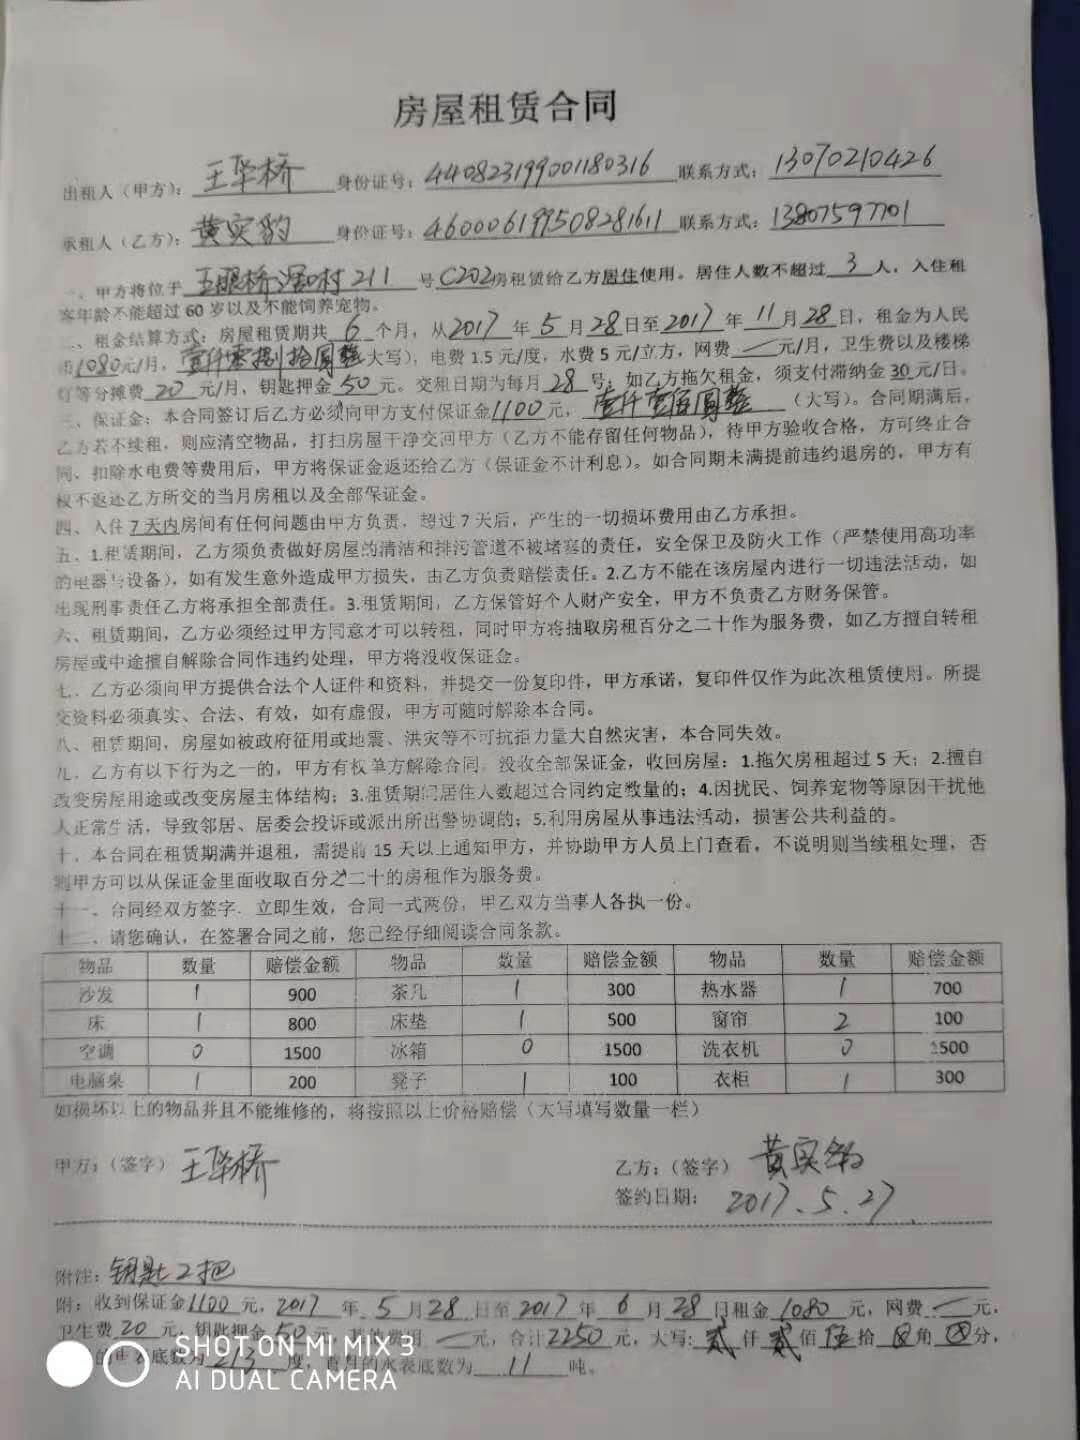 房屋租赁合同
出租人（甲方）：王华桥 身份证号：440823199001180316 联系方式：13070210426
承租人（乙方）：黄实豹 身份证号：460006199508281611 联系方式：13807597701
一、甲方将位于 五眼桥滘口村211 号C202房租赁给乙方居住使用。居住人数不超过 3 人，入住租
客年龄不能超过 60 岁以及不能饲养宠物。
二、租金结算方式：房屋租赁期共 6 个月，从2017 年 5 月28日至2017 年 11 月28 日，租金为人民
币1080元/月，壹仟零捌拾圆整大写），电费 1.5 元/度，水费 5 元/立方，网费 一 元/月，卫生费以及楼梯
灯等分摊费 20 元/月，钥匙押金 50 元。交租日期为每月 28 号，如乙方拖欠租金，须支付滞纳金 30 元/日。
三、保证金：本合同签订后乙方必须向甲方支付保证金1100 元，壹仟壹佰圆整 （大写）。合同期满后，
乙方若不续租，则应清空物品，打扫房屋干净交回甲方（乙方不能存留任何物品），待甲方验收合格，方可终止合
同、扣除水电费等费用后，甲方将保证金返还给乙方（保证金不计利息）。如合同期未满提前违约退房的，甲方有
权不返还乙方所交的当月房租以及全部保证金。
四、入住 7 天内房间有任何问题由甲方负责，超过 7 天后，产生的一切损坏费用由乙方承担。
五、1.租赁期间，乙方须负责做好房屋的清洁和排污管道不被堵塞的责任，安全保卫及防火工作（严禁使用高功率
的电器与设备），如有发生意外造成甲方损失，由乙方负责赔偿责任。2.乙方不能在该房屋内进行一切违法活动，如
出现刑事责任乙方将承担全部责任。3.租赁期间，乙方保管好个人财产安全，甲方不负责乙方财务保管。
六、租赁期间，乙方必须经过甲方同意才可以转租，同时甲方将抽取房租百分之二十作为服务费，如乙方擅自转租
房屋或中途擅自解除合同作违约处理，甲方将没收保证金。
七、乙方必须向甲方提供合法个人证件和资料，并提交一份复印件，甲方承诺，复印件仅作为此次租赁使用。所提
交资料必须真实、合法、有效，如有虚假，甲方可随时解除本合同。
八、租赁期间，房屋如被政府征用或地震、洪灾等不可抗拒力量大自然灾害，本合同失效。
九、乙方有以下行为之一的，甲方有权单方解除合同，没收全部保证金，收回房屋：1.拖欠房租超过 5 天；2.擅自
改变房屋用途或改变房屋主体结构；3.租赁期间居住人数超过合同约定数量的；4.因扰民、饲养宠物等原因干扰他
人正常生活，导致邻居、居委会投诉或派出所出警协调的；5.利用房屋从事违法活动，损害公共利益的。
十、本合同在租赁期满并退租，需提前 15 天以上通知甲方，并协助甲方人员上门查看，不说明则当续租处理，否
则甲方可以从保证金里面收取百分之二十的房租作为服务费。
十一、合同经双方签字，立即生效，合同一式两份，甲乙双方当事人各执一份。
十二、请您确认，在签署合同之前，您已经仔细阅读合同条款。
物品 数量 赔偿金额 物品 数量 赔偿金额 物品 数量 赔偿金额
沙发 1 900 茶几 1 300 热水器 1 700
床 1 800 床垫 1 500 窗帘 2 100
空调 0 1500 冰箱 0 1500 洗衣机 0 1500
电脑桌 1 200 凳子 1 100 衣柜 1 300
如损坏以上的物品并且不能维修的，将按照以上价格赔偿（大写填写数量一栏）
甲方：（签字） 王华桥 乙方：（签字） 黄实豹
签约日期： 2017.5.27
附注：钥匙2把
附：收到保证金1100 元，2017 年 5 月28 日至 2017 年 6 月 28 日租金 1080 元，网费 一 元，
卫生费 20 元，钥匙押金 50 元，其他费用 一 元，合计2250 元，大写：贰 仟 贰 佰 伍 拾 角 分，
的电表底数为 213 度，首月的水表底数为 11 吨。
SHOT ON MI MIX 3
AI DUAL CAMERA